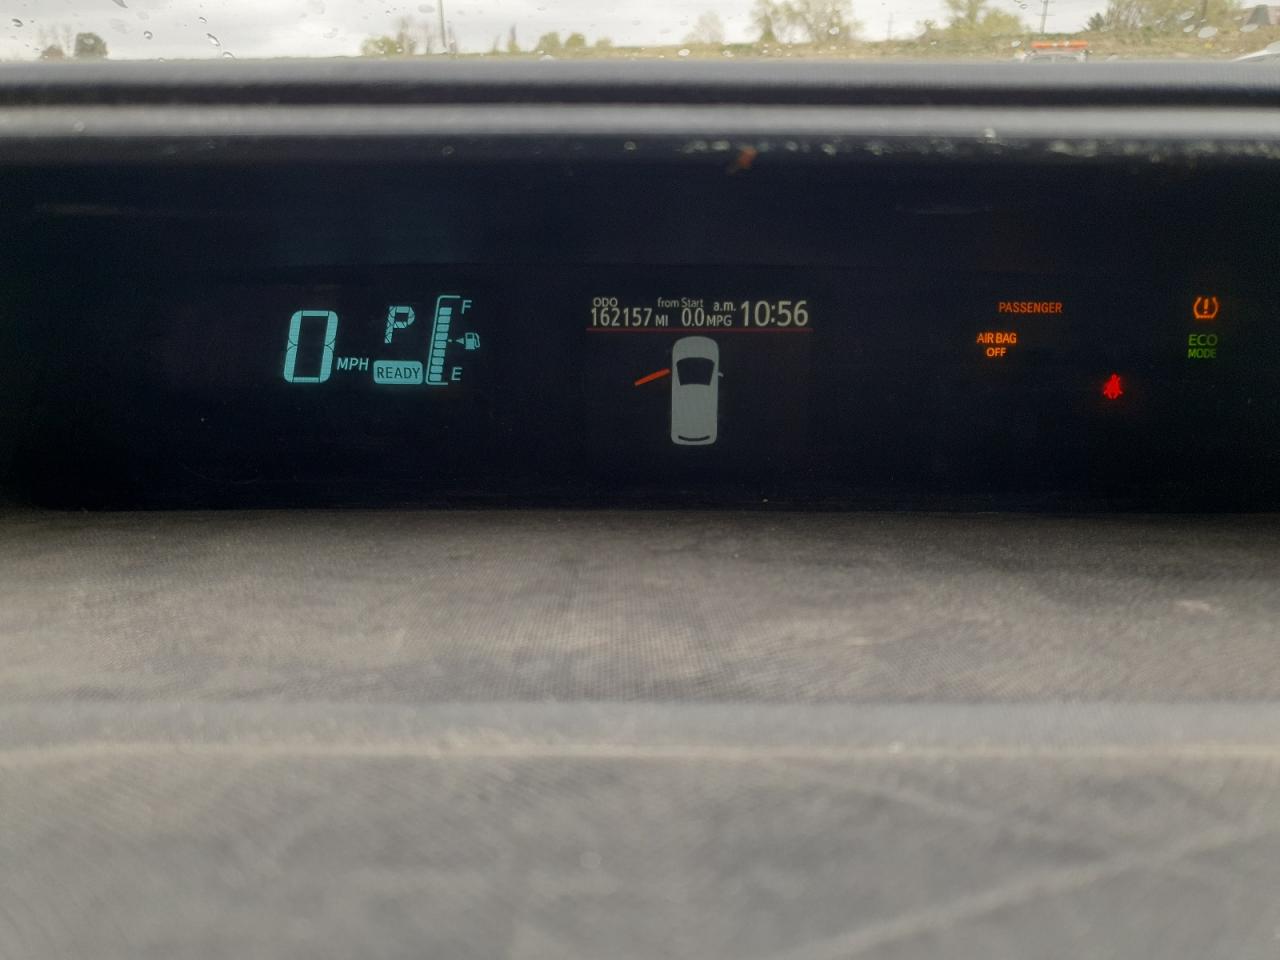 0 MPH
P
READY
F
E
ODO from Start a.m. 10:56
162157 MI 0.0 MPG
PASSENGER
AIR BAG
OFF
ECO
MODE